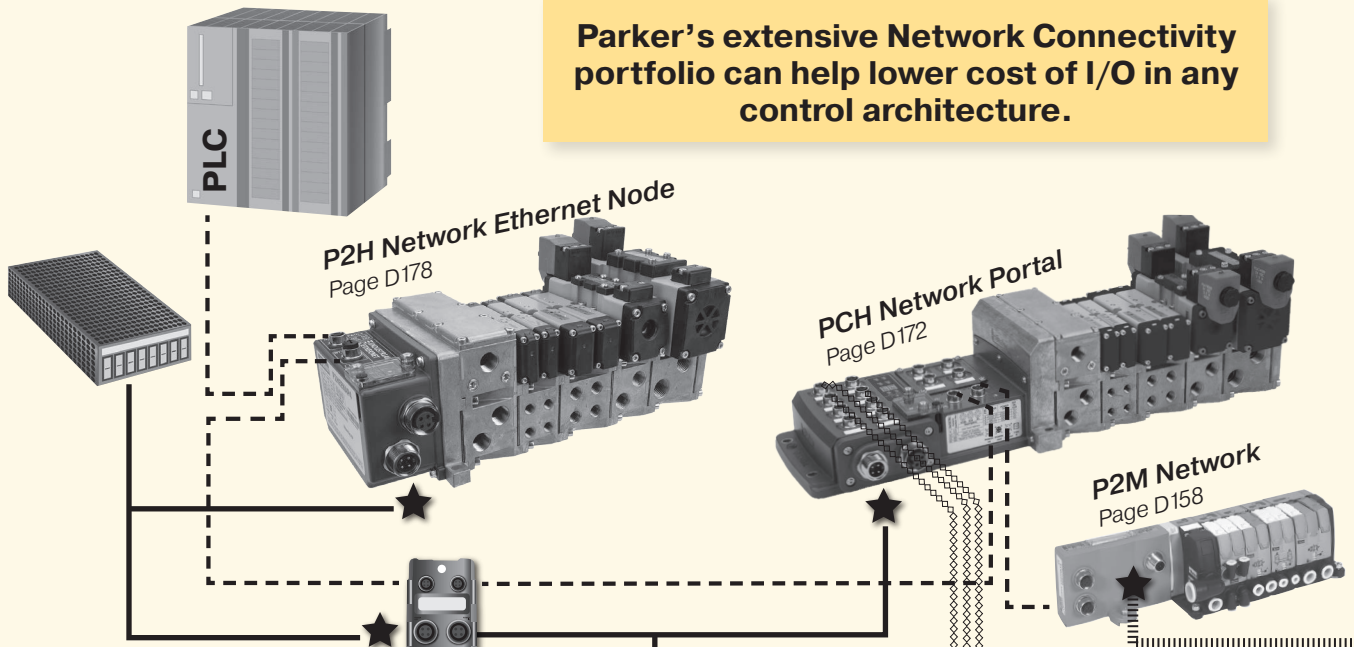 Parker's extensive Network Connectivity
portfolio can help lower cost of I/O in any
control architecture.
PLC
P2H Network Ethernet Node
Page D178
PCH Network Portal
Page D172
P2M Network
Page D158